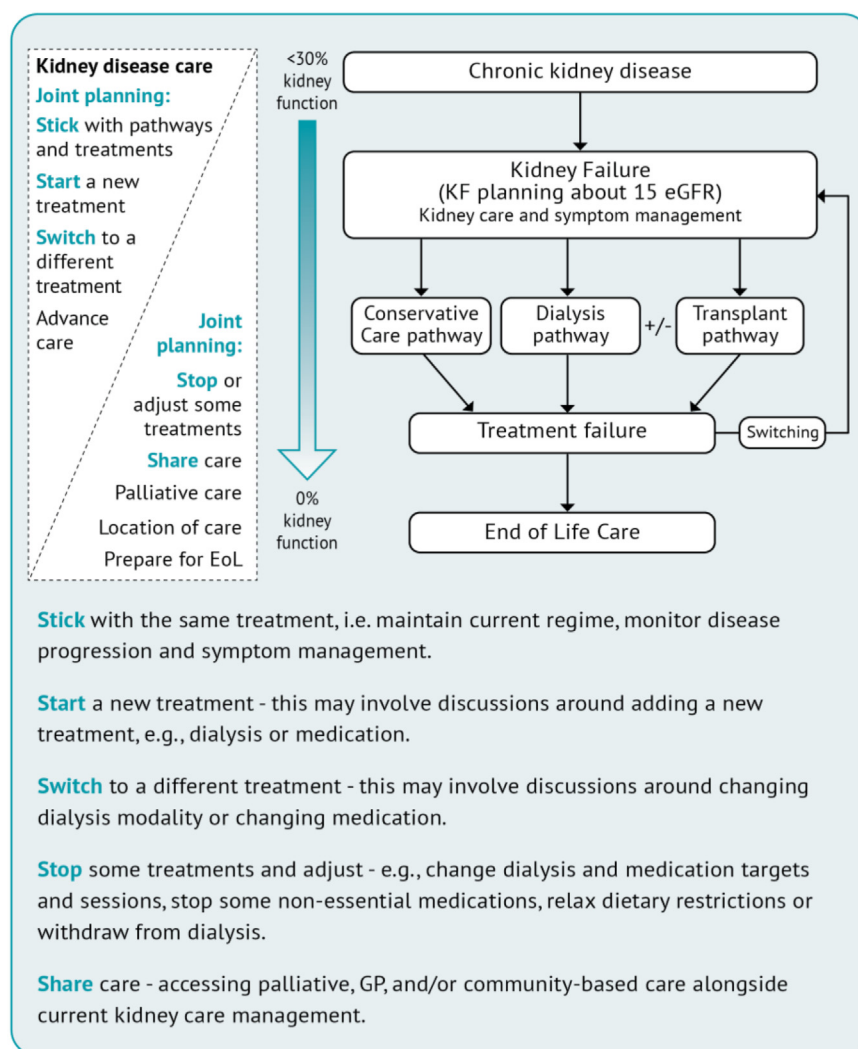 Kidney disease care
Joint planning:
Stick with pathways
and treatments
Start a new
treatment
Switch to a
different
treatment
Advance
care
Joint
planning:
Stop or
adjust some
treatments
Share care
Palliative care
Location of care
Prepare for EoL
<30%
kidney
function
0%
kidney
function
Chronic kidney disease
Kidney Failure
(KF planning about 15 eGFR)
Kidney care and symptom management
Conservative
Care pathway
Dialysis
pathway
+/-
Transplant
pathway
Treatment failure
Switching
End of Life Care
Stick with the same treatment, i.e. maintain current regime, monitor disease
progression and symptom management.
Start a new treatment - this may involve discussions around adding a new
treatment, e.g., dialysis or medication.
Switch to a different treatment - this may involve discussions around changing
dialysis modality or changing medication.
Stop some treatments and adjust - e.g., change dialysis and medication targets
and sessions, stop some non-essential medications, relax dietary restrictions or
withdraw from dialysis.
Share care - accessing palliative, GP, and/or community-based care alongside
current kidney care management.